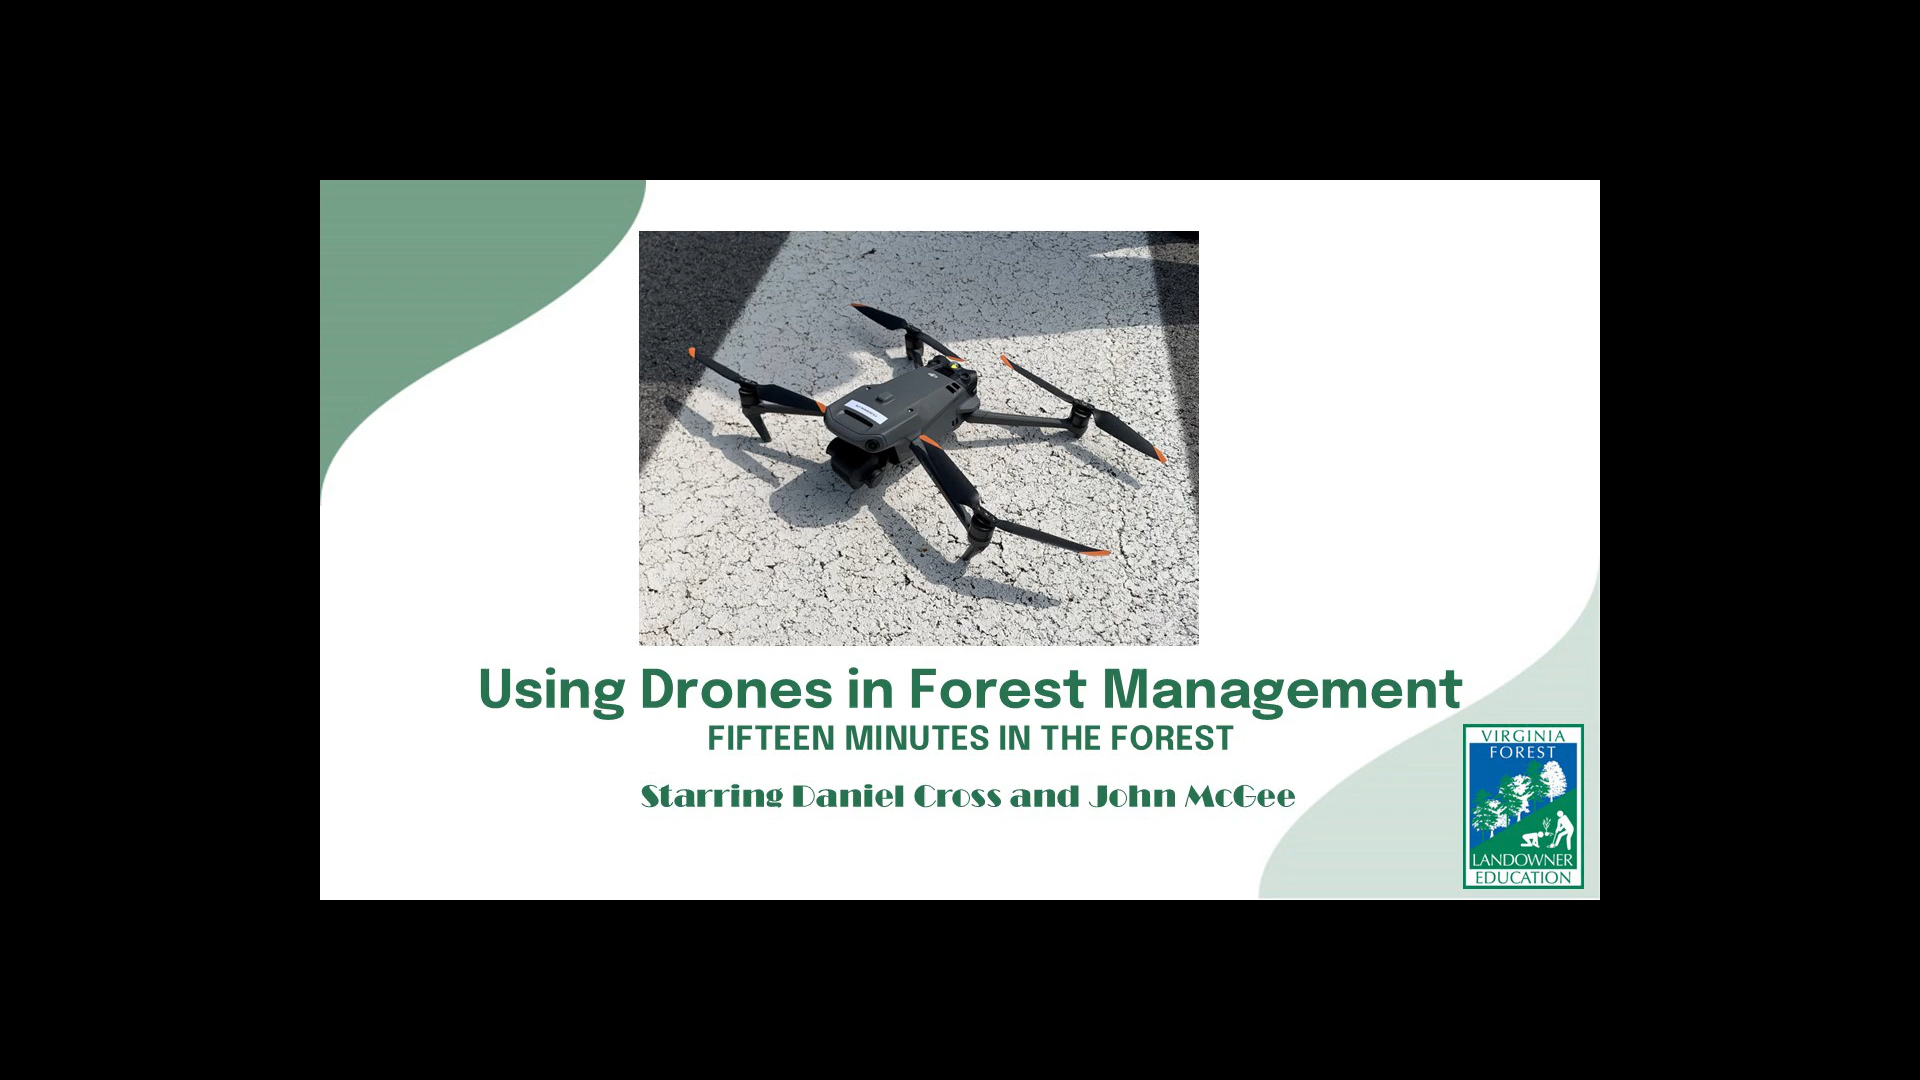 Using Drones in Forest Management
FIFTEEN MINUTES IN THE FOREST
Starring Daniel Cross and John McGee
VIRGINIA
FOREST
LANDOWNER
EDUCATION